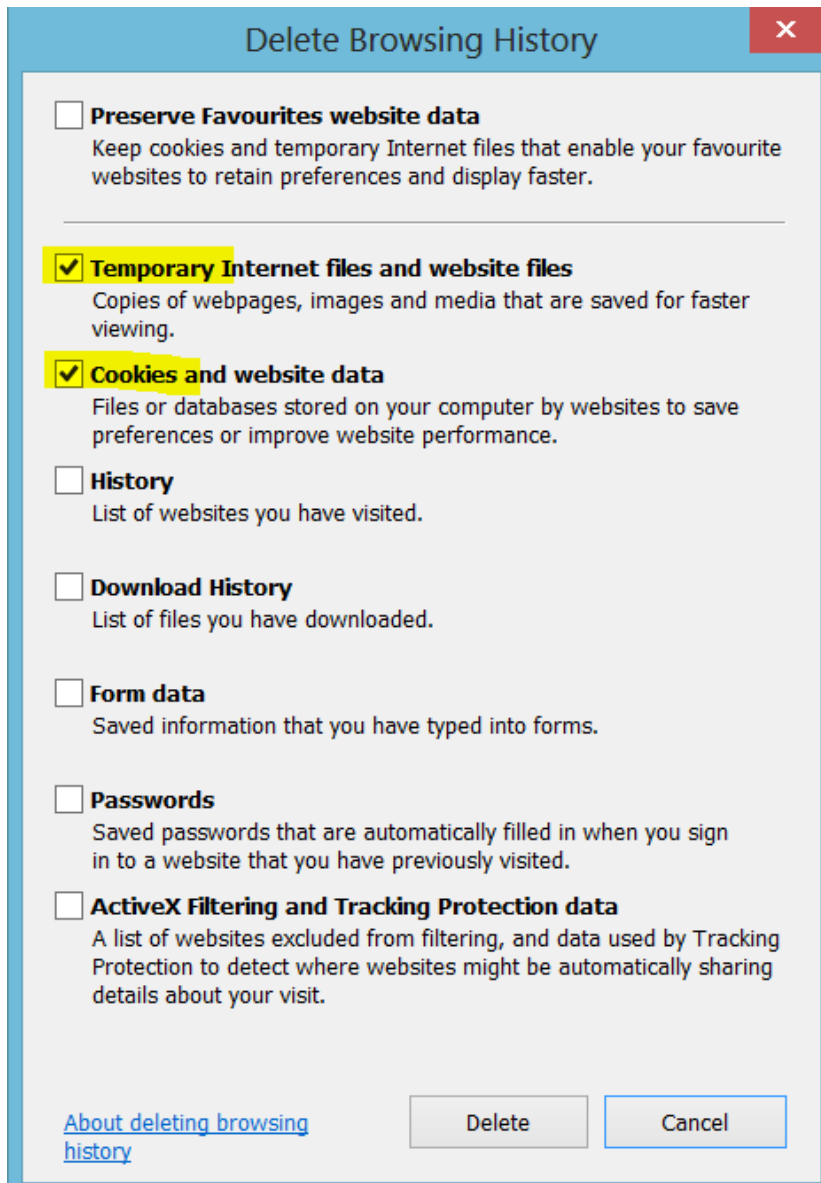 Delete Browsing History
Preserve Favourites website data
Keep cookies and temporary Internet files that enable your favourite
websites to retain preferences and display faster.
Temporary Internet files and website files
Copies of webpages, images and media that are saved for faster
viewing.
Cookies and website data
Files or databases stored on your computer by websites to save
preferences or improve website performance.
History
List of websites you have visited.
Download History
List of files you have downloaded.
Form data
Saved information that you have typed into forms.
Passwords
Saved passwords that are automatically filled in when you sign
in to a website that you have previously visited.
ActiveX Filtering and Tracking Protection data
A list of websites excluded from filtering, and data used by Tracking
Protection to detect where websites might be automatically sharing
details about your visit.
About deleting browsing
history
Delete
Cancel